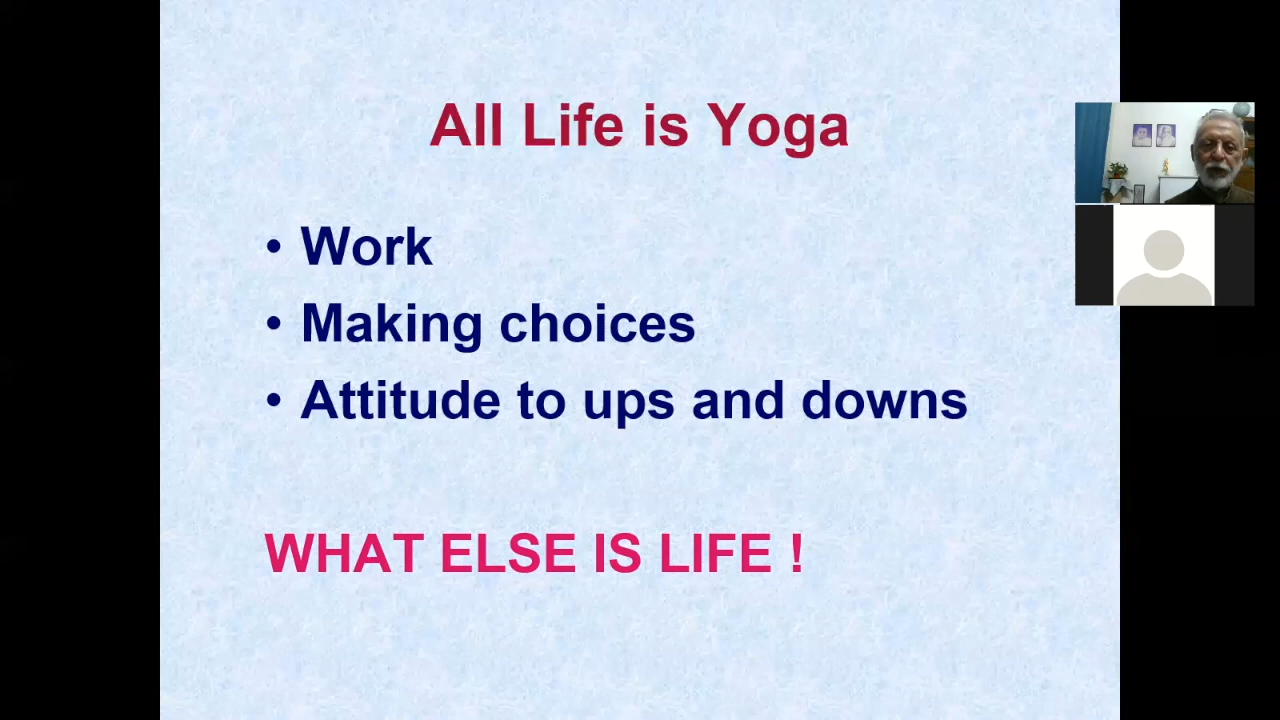 All Life is Yoga
• Work
• Making choices
• Attitude to ups and downs
WHAT ELSE IS LIFE !